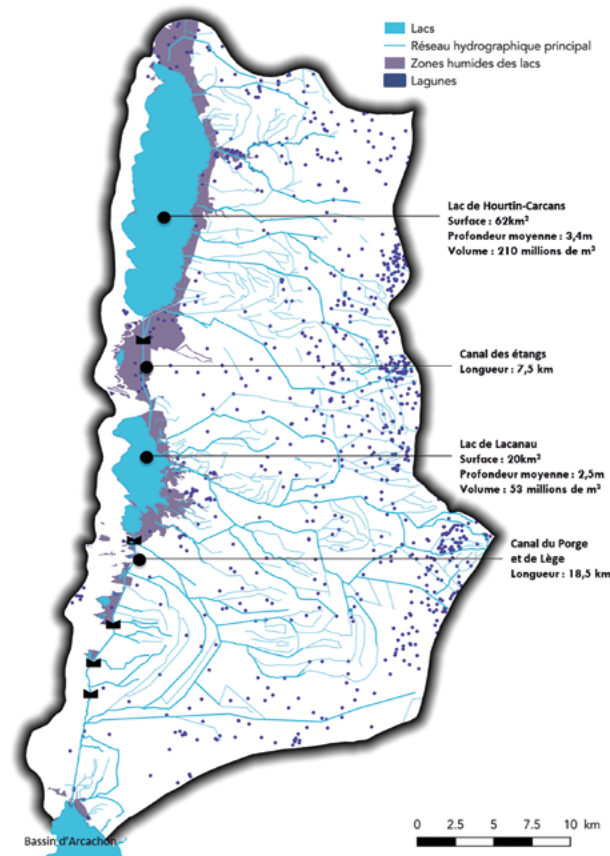 Lacs
Réseau hydrographique principal
Zones humides des lacs
Lagunes
Lac de Hourtin-Carcans
Surface : 62km²
Profondeur moyenne : 3,4m
Volume : 210 millions de m³
Canal des étangs
Longueur : 7,5 km
Lac de Lacanau
Surface : 20km²
Profondeur moyenne : 2,5m
Volume : 53 millions de m³
Canal du Porge
et de Lège
Longueur : 18,5 km
0 2.5 5 7.5 10 km
Bassin d'Arcachon